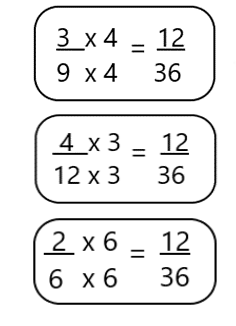 3 x 4 = 12
9 x 4 36
4 x 3 = 12
12 x 3 36
2 x 6 = 12
6 x 6 36